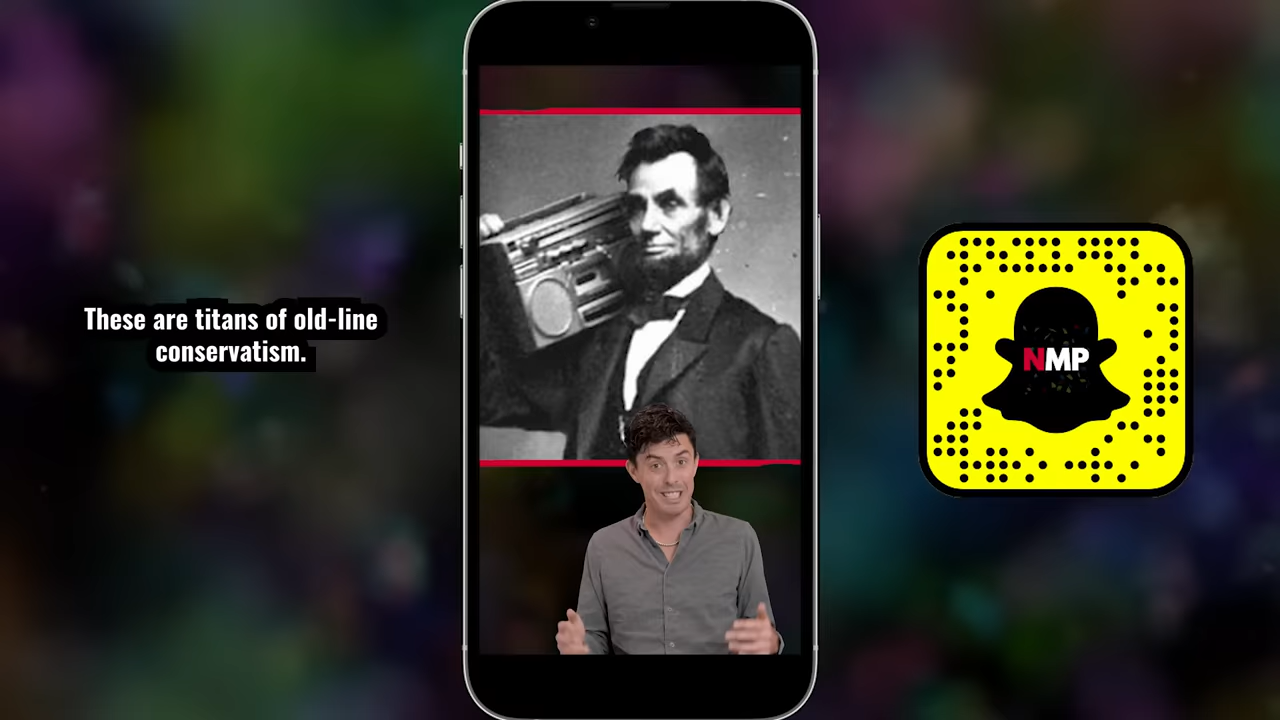 These are titans of old-line
conservatism.
NMP